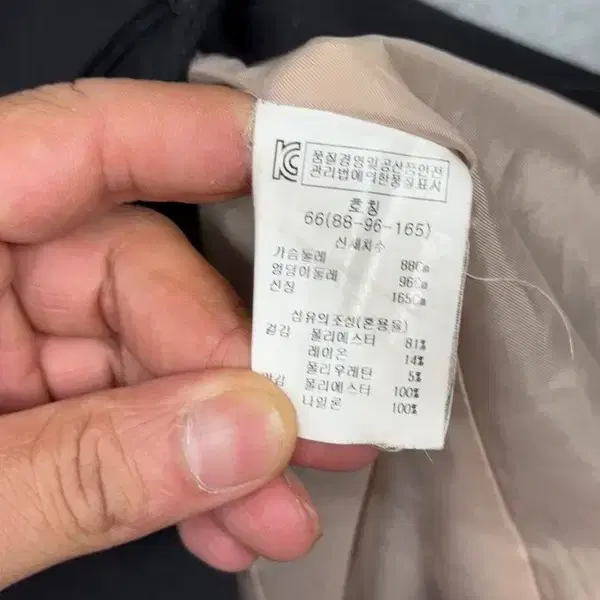 KC
품질경영및공산품안전
관리법에의한품질표시
호칭
66(88-96-165)
신체치수
가슴둘레 88Cm
엉덩이둘레 96Cm
신장 165Cm
섬유의조성(혼용율)
겉감 폴리에스터 81%
레이온 14%
폴리우레탄 5%
폴리에스터 100%
나일론 100%